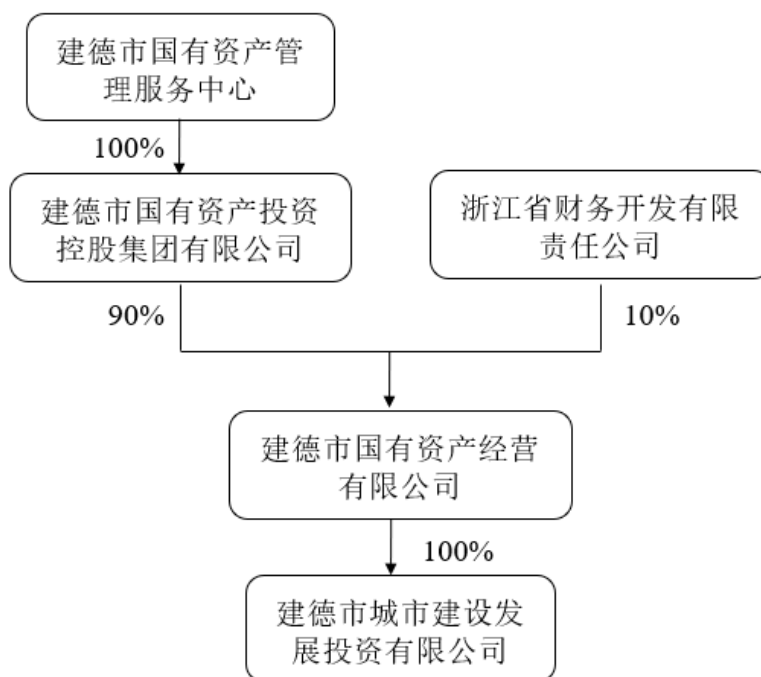 建德市国有资产管
理服务中心
100%
建德市国有资产投资
控股集团有限公司
浙江省财务开发有限
责任公司
90%
10%
建德市国有资产经营
有限公司
100%
建德市城市建设发
展投资有限公司